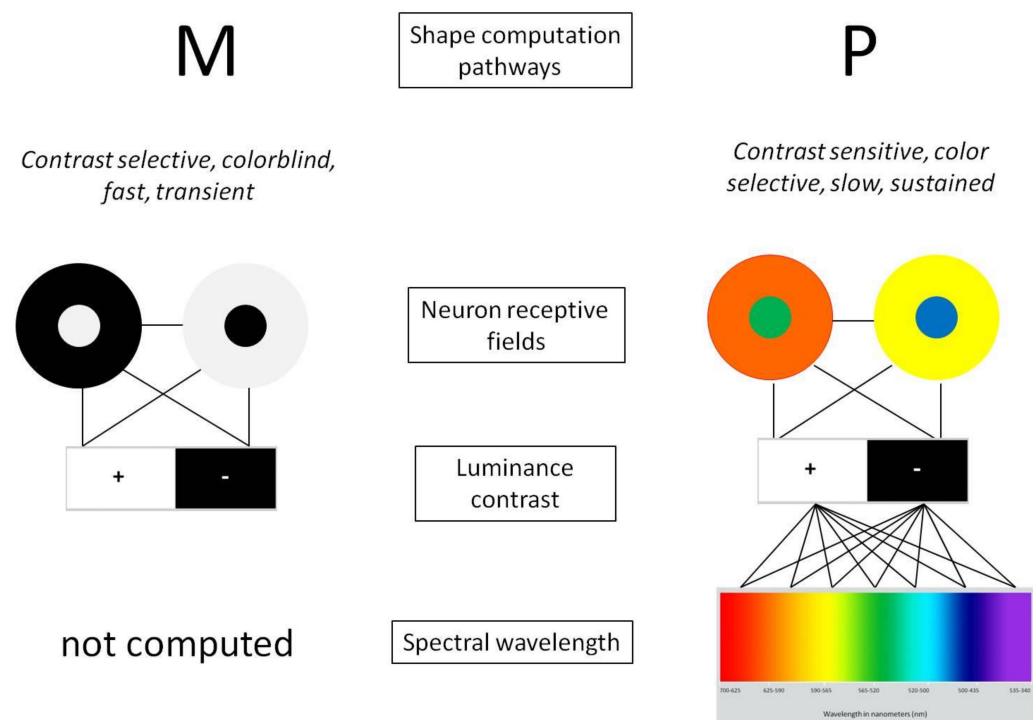 M
Shape computation
pathways
P
Contrast selective, colorblind,
fast, transient
Contrast sensitive, color
selective, slow, sustained
Neuron receptive
fields
+
-
Luminance
contrast
+
-
not computed
Spectral wavelength
700-625 625-590 590-565 565-520 520-500 500-435 535-340
Wavelength in nanometers (nm)